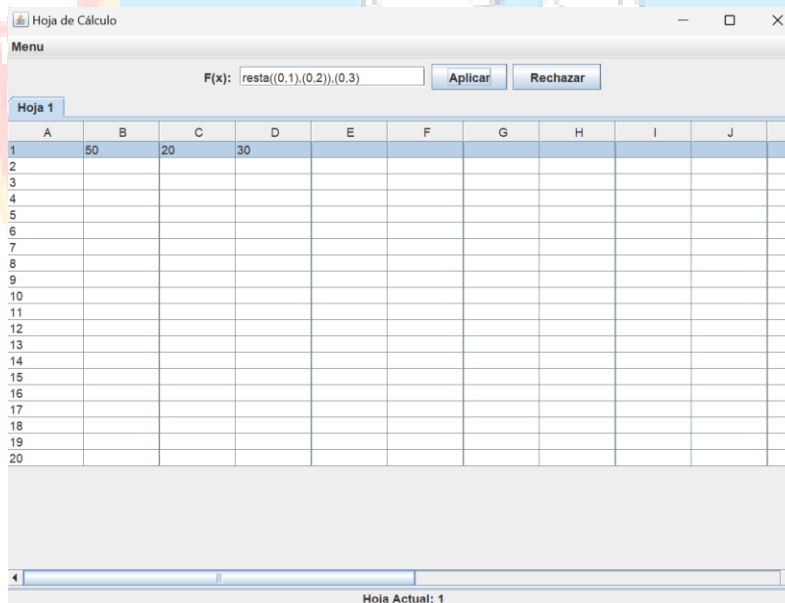 Hoja de Cálculo
Menu
F(x): resta((0,1),(0,2)),(0,3) Aplicar Rechazar
Hoja 1
A B C D E F G H I J
1 50 20 30
2
3
4
5
6
7
8
9
10
11
12
13
14
15
16
17
18
19
20
Hoja Actual: 1